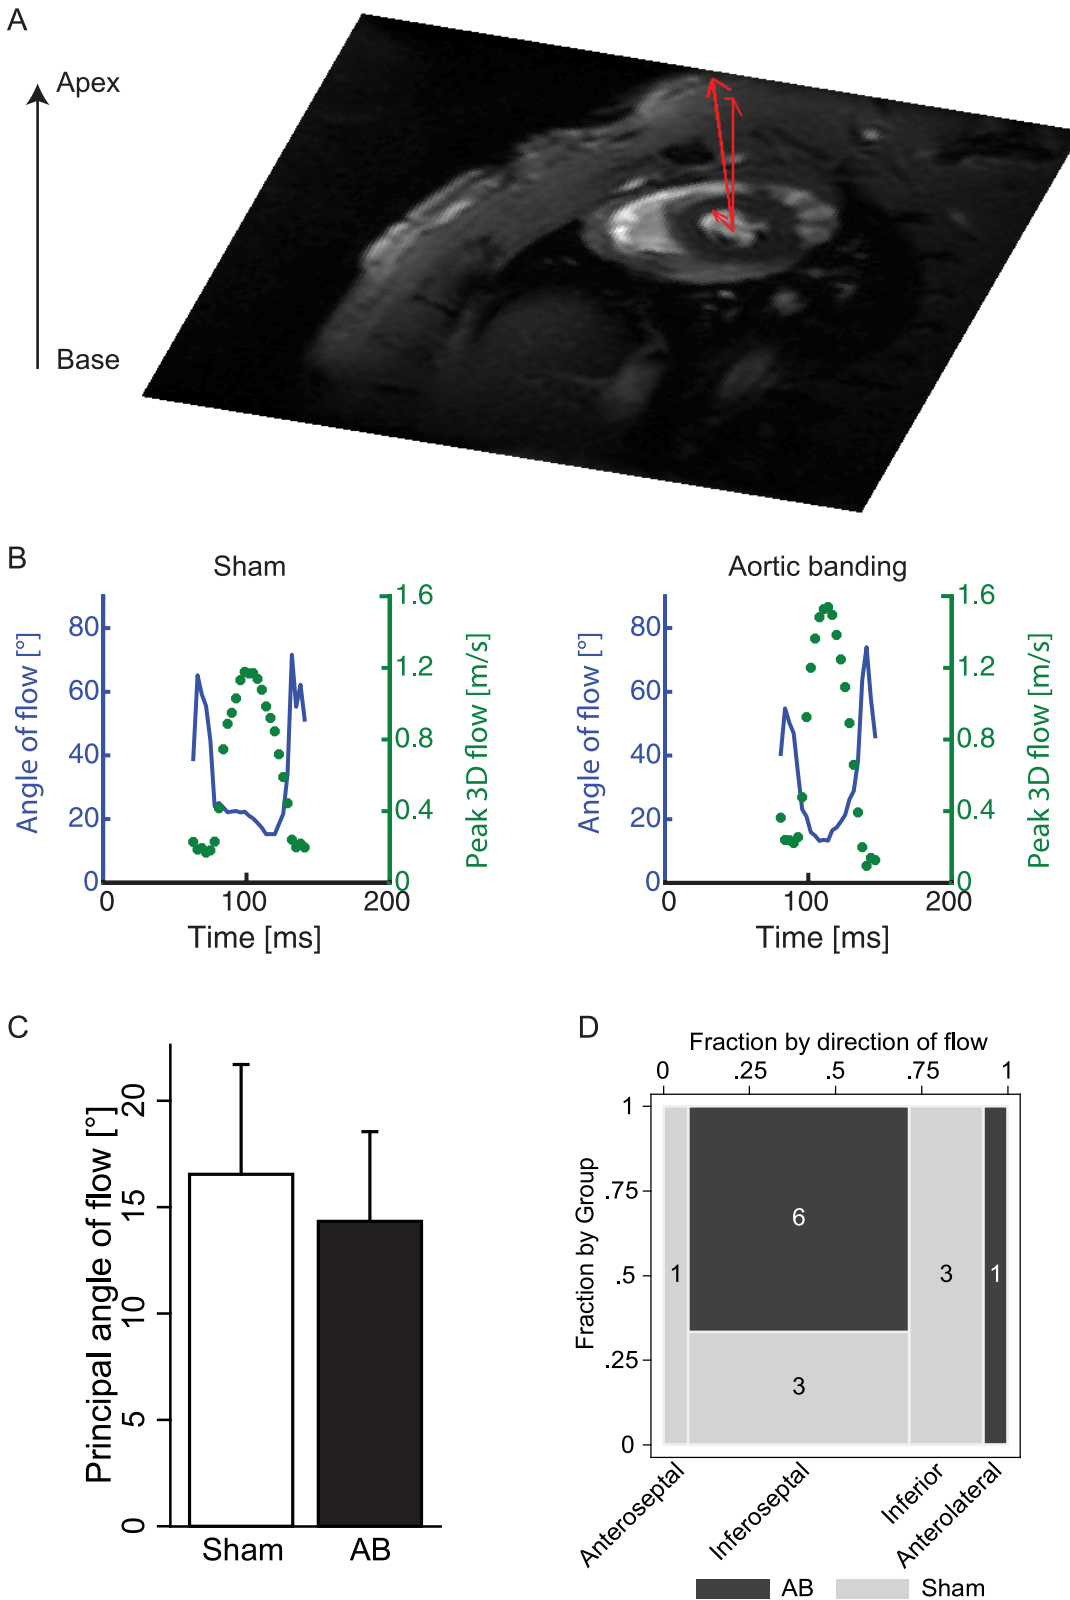 A
Apex
Base
B
Sham
Aortic banding
Angle of flow [°]
80
60
40
20
0
1.6
1.2
0.8
0.4
0
Peak 3D flow [m/s]
0
100
200
Time [ms]
Angle of flow [°]
80
60
40
20
0
1.6
1.2
0.8
0.4
0
Peak 3D flow [m/s]
0
100
200
Time [ms]
C
Principal angle of flow [°]
20
15
10
5
0
Sham
AB
D
Fraction by direction of flow
0 .25 .5 .75 1
Fraction by Group
1
.75
.5
.25
0
1
6
3
3
1
Anteroseptal
Inferoseptal
Inferior
Anterolateral
AB
Sham